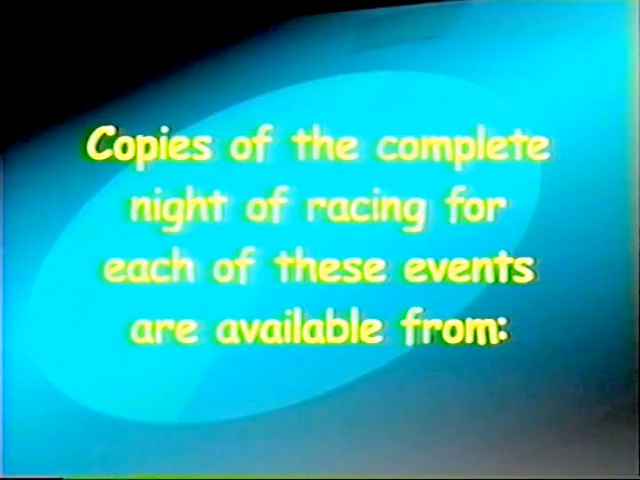 Copies of the complete
night of racing for
each of these events
are available from: